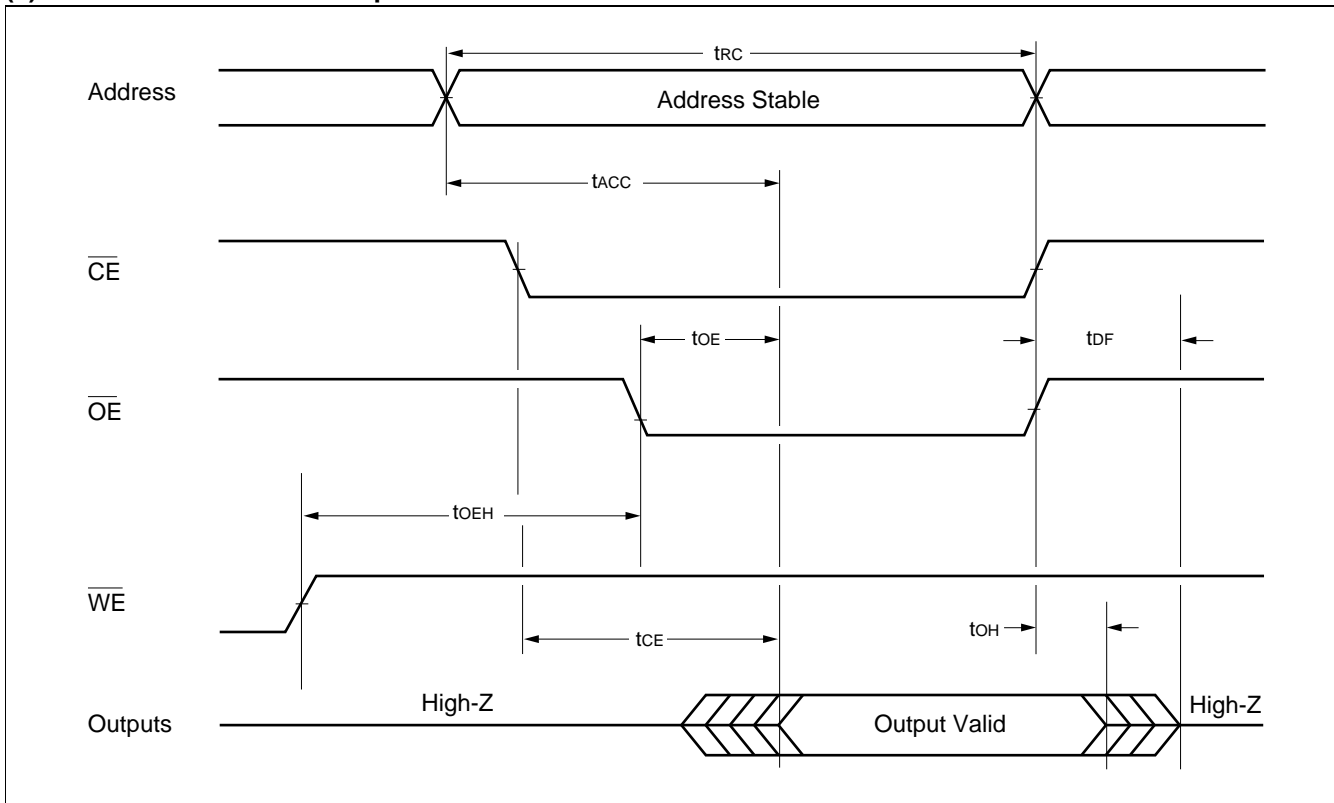 tRC
Address
Address Stable
tACC
CE
tOE
tDF
OE
tOEH
WE
tCE
tOH
High-Z
High-Z
Outputs
Output Valid